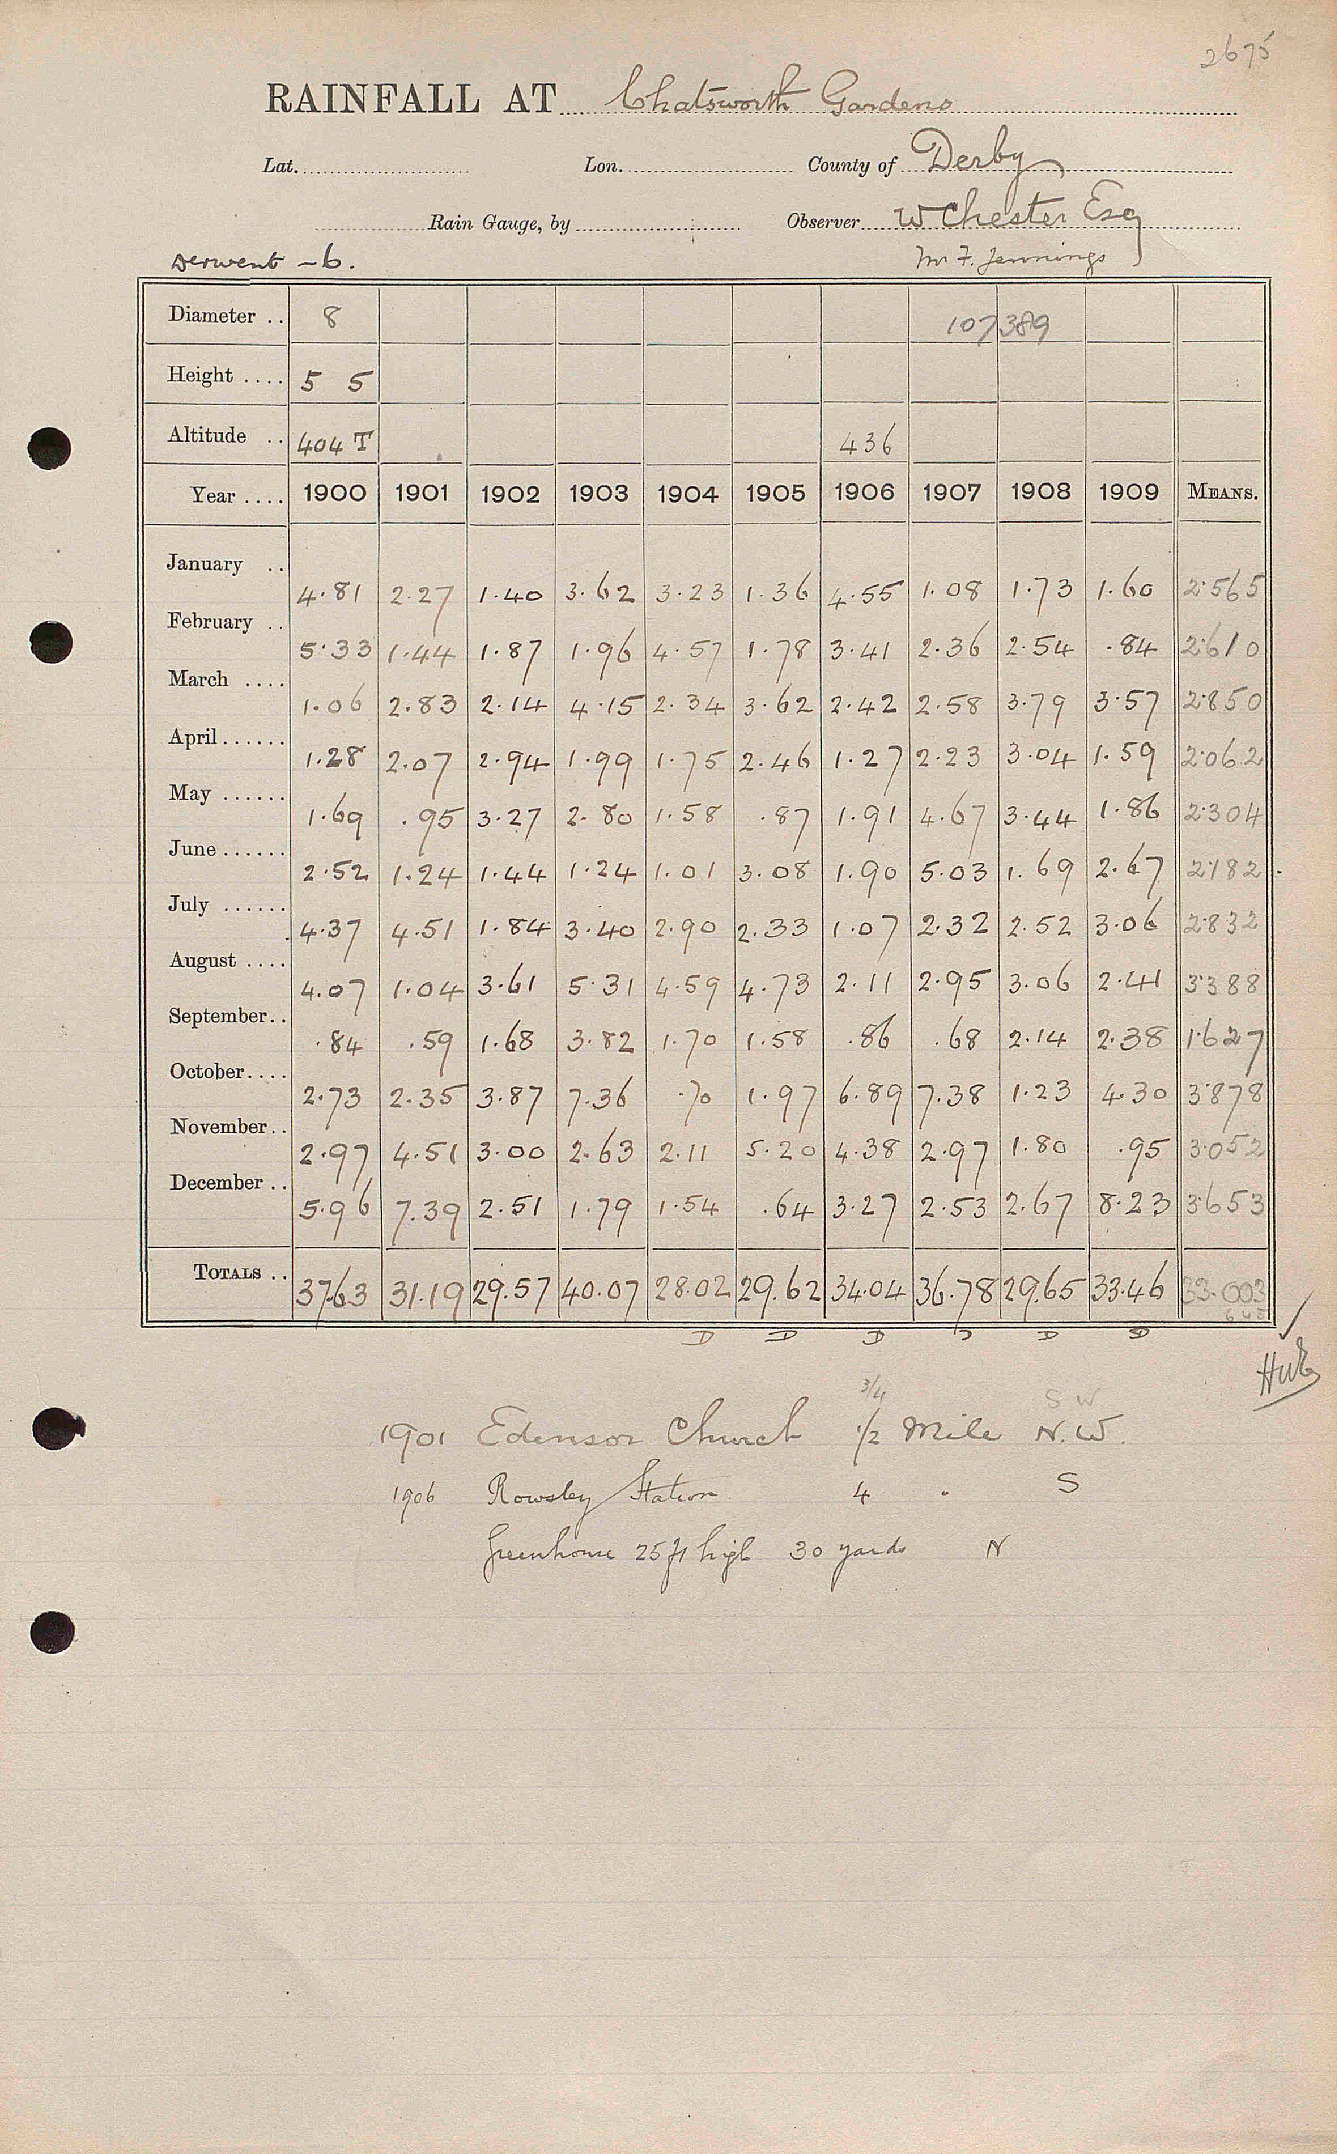 2675
RAINFALL AT Chatsworth Gardens
Lat. Lon. County of Derby
Rain Gauge, by Observer W Chester Esq
Derwent - 6. Mr F. Jennings
Diameter .. 8 107389
Height .... 5 5
Altitude .. 404 T 436
Year .... 1900 1901 1902 1903 1904 1905 1906 1907 1908 1909 MEANS.
January .. 4.81 2.27 1.40 3.62 3.23 1.36 4.55 1.08 1.73 1.60 2.565
February .. 5.33 1.44 1.87 1.96 4.57 1.78 3.41 2.36 2.54 .84 2.610
March .... 1.06 2.83 2.14 4.15 2.34 3.62 2.42 2.58 3.79 3.57 2.850
April...... 1.28 2.07 2.94 1.99 1.75 2.46 1.27 2.23 3.04 1.59 2.062
May ...... 1.69 .95 3.27 2.80 1.58 .87 1.91 4.67 3.44 1.86 2.304
June ...... 2.52 1.24 1.44 1.24 1.01 3.08 1.90 5.03 1.69 2.67 2.182
July ...... 4.37 4.51 1.84 3.40 2.90 2.33 1.07 2.32 2.52 3.06 2.832
August .... 4.07 1.04 3.61 5.31 4.59 4.73 2.11 2.95 3.06 2.41 3.388
September.. .84 .59 1.68 3.82 1.70 1.58 .86 .68 2.14 2.38 1.627
October.... 2.73 2.35 3.87 7.36 .70 1.97 6.89 7.38 1.23 4.30 3.878
November.. 2.97 4.51 3.00 2.63 2.11 5.20 4.38 2.97 1.80 .95 3.052
December .. 5.96 7.39 2.51 1.79 1.54 .64 3.27 2.53 2.67 8.23 3.653
TOTALS .. 37.63 31.19 29.57 40.07 28.02 29.62 34.04 36.78 29.65 33.46 33.003
D D D D D D
3/4 S W
1901 Edensor Church 1/2 Mile N.W.
1906 Rowsley Station 4 " S
Greenhouse 25 ft high 30 yards N